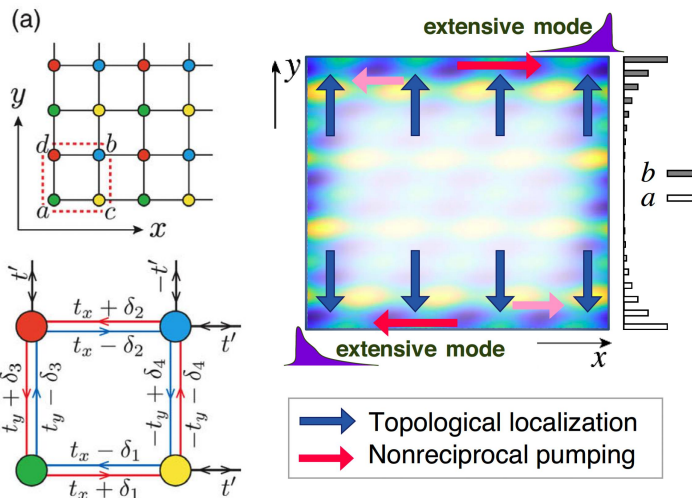 (a)
y
d
b
a
c
x
t'
-t'
t_x + δ_2
t_x − δ_2
t'
t_y + δ_3
t_y − δ_3
−t_y + δ_4
−t_y − δ_4
t_x − δ_1
t_x + δ_1
t'
extensive mode
y
b
a
extensive mode
x
Topological localization
Nonreciprocal pumping